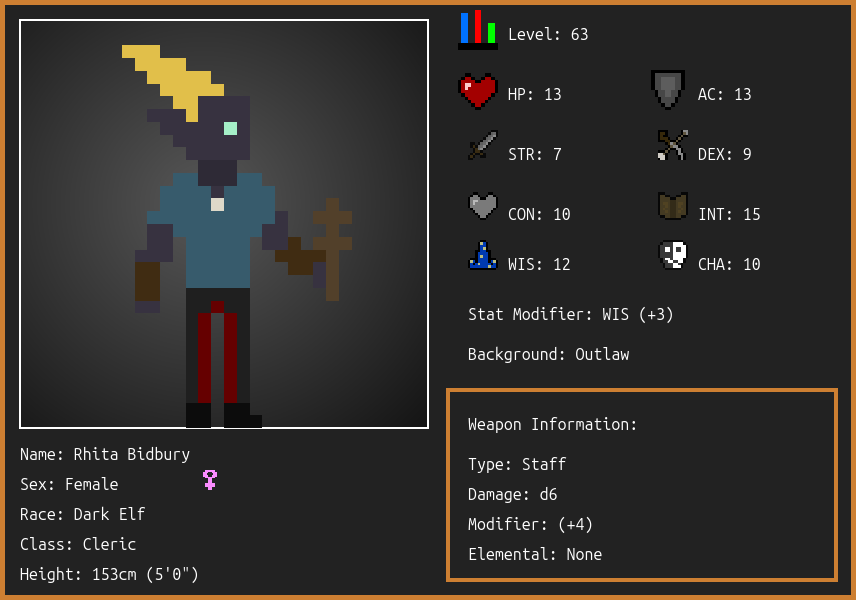 Level: 63
HP: 13
AC: 13
STR: 7
DEX: 9
CON: 10
INT: 15
WIS: 12
CHA: 10
Stat Modifier: WIS (+3)
Background: Outlaw
Weapon Information:
Type: Staff
Damage: d6
Modifier: (+4)
Elemental: None
Name: Rhita Bidbury
Sex: Female
Race: Dark Elf
Class: Cleric
Height: 153cm (5'0")